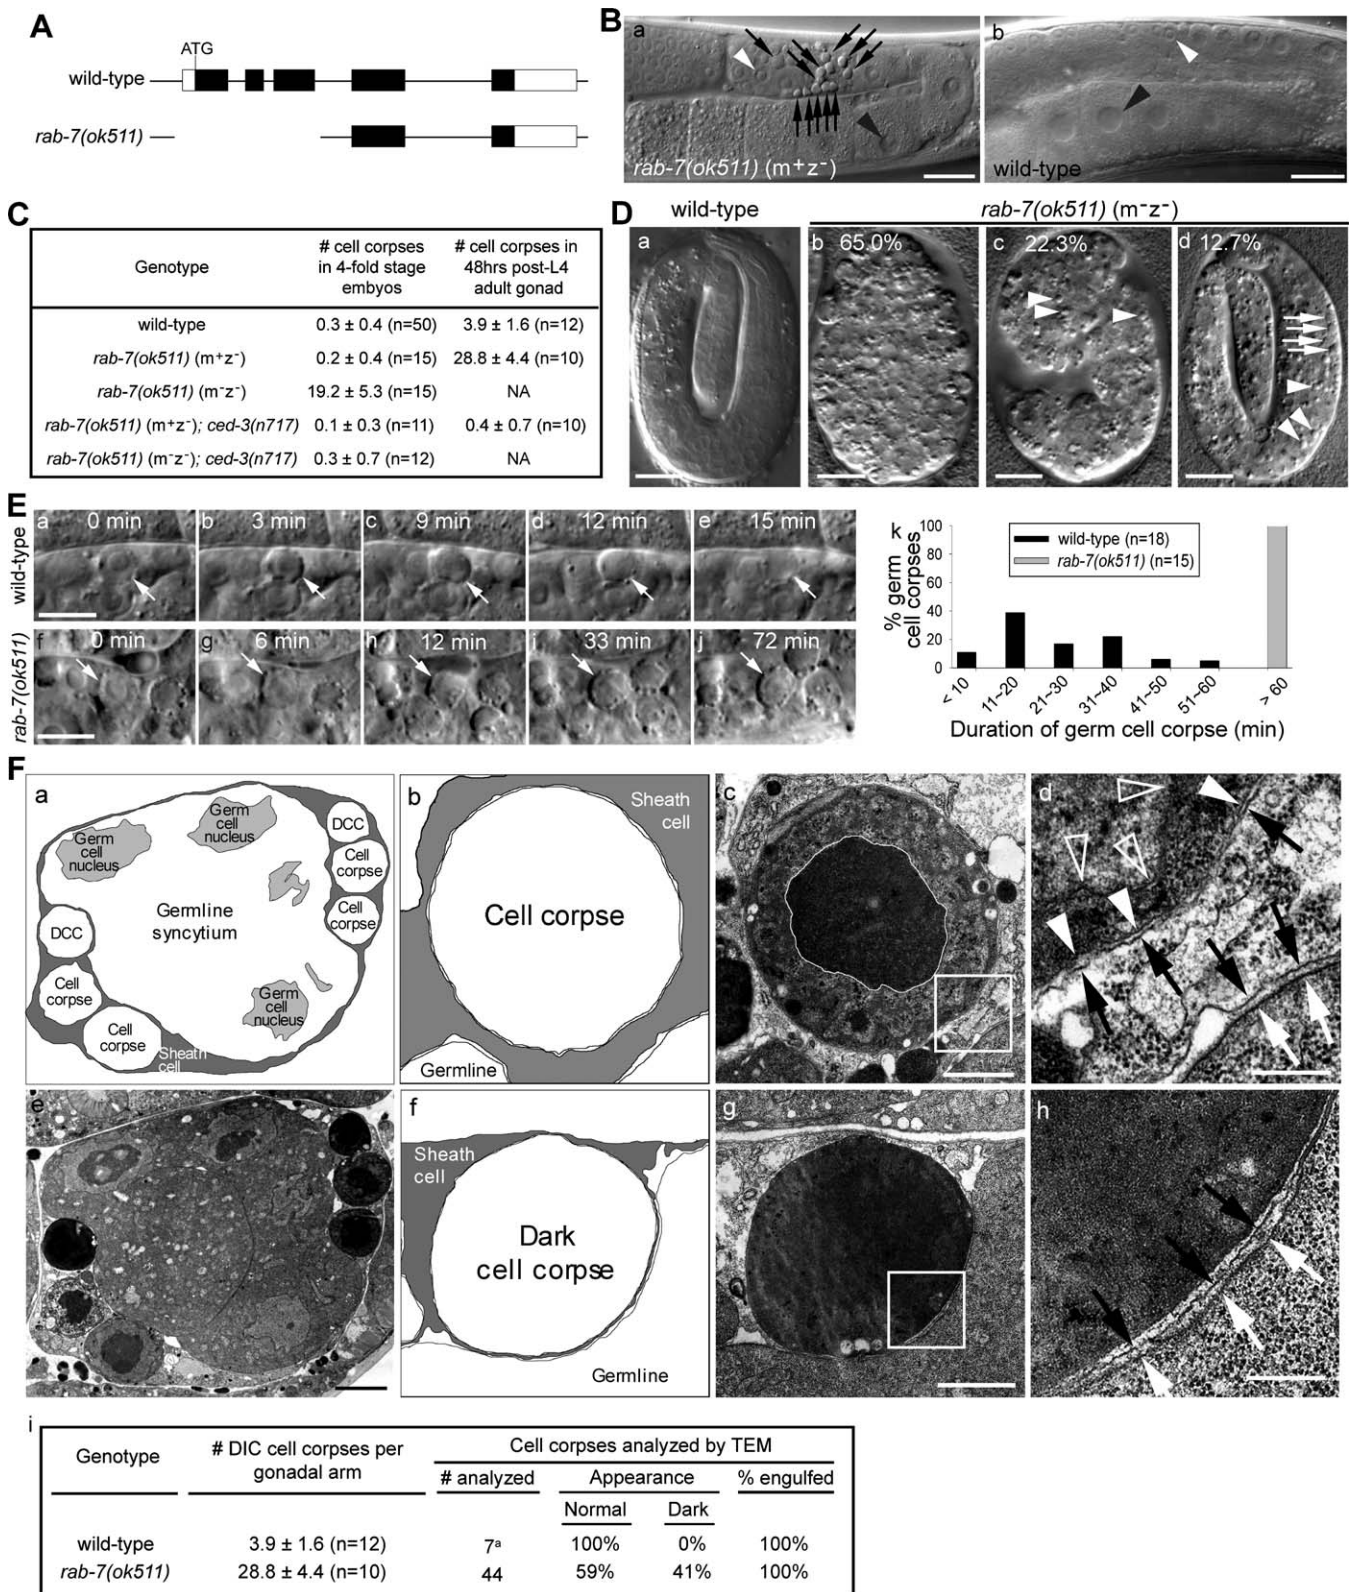 A
ATG
wild-type
rab-7(ok511)
B
a
rab-7(ok511) (m+z-)
b
wild-type
C
Genotype
# cell corpses in 4-fold stage embyos
# cell corpses in 48hrs post-L4 adult gonad
wild-type 0.3 ± 0.4 (n=50) 3.9 ± 1.6 (n=12)
rab-7(ok511) (m+z-) 0.2 ± 0.4 (n=15) 28.8 ± 4.4 (n=10)
rab-7(ok511) (m-z-) 19.2 ± 5.3 (n=15) NA
rab-7(ok511) (m+z-); ced-3(n717) 0.1 ± 0.3 (n=11) 0.4 ± 0.7 (n=10)
rab-7(ok511) (m-z-); ced-3(n717) 0.3 ± 0.7 (n=12) NA
D
wild-type
rab-7(ok511) (m-z-)
a
b 65.0%
c 22.3%
d 12.7%
E
wild-type
a 0 min
b 3 min
c 9 min
d 12 min
e 15 min
rab-7(ok511)
f 0 min
g 6 min
h 12 min
i 33 min
j 72 min
k
% germ cell corpses
100
80
60
40
20
0
wild-type (n=18)
rab-7(ok511) (n=15)
< 10
11~20
21~30
31~40
41~50
51~60
> 60
Duration of germ cell corpse (min)
F
a
Germ cell nucleus
Germ cell nucleus
DCC
Cell corpse
Cell corpse
Germline syncytium
DCC
Cell corpse
Cell corpse
Germ cell nucleus
Sheath cell
b
Sheath cell
Cell corpse
Germline
c
d
e
f
Sheath cell
Dark cell corpse
Germline
g
h
i
Genotype
# DIC cell corpses per gonadal arm
Cell corpses analyzed by TEM
# analyzed
Appearance
% engulfed
Normal
Dark
wild-type 3.9 ± 1.6 (n=12) 7a 100% 0% 100%
rab-7(ok511) 28.8 ± 4.4 (n=10) 44 59% 41% 100%